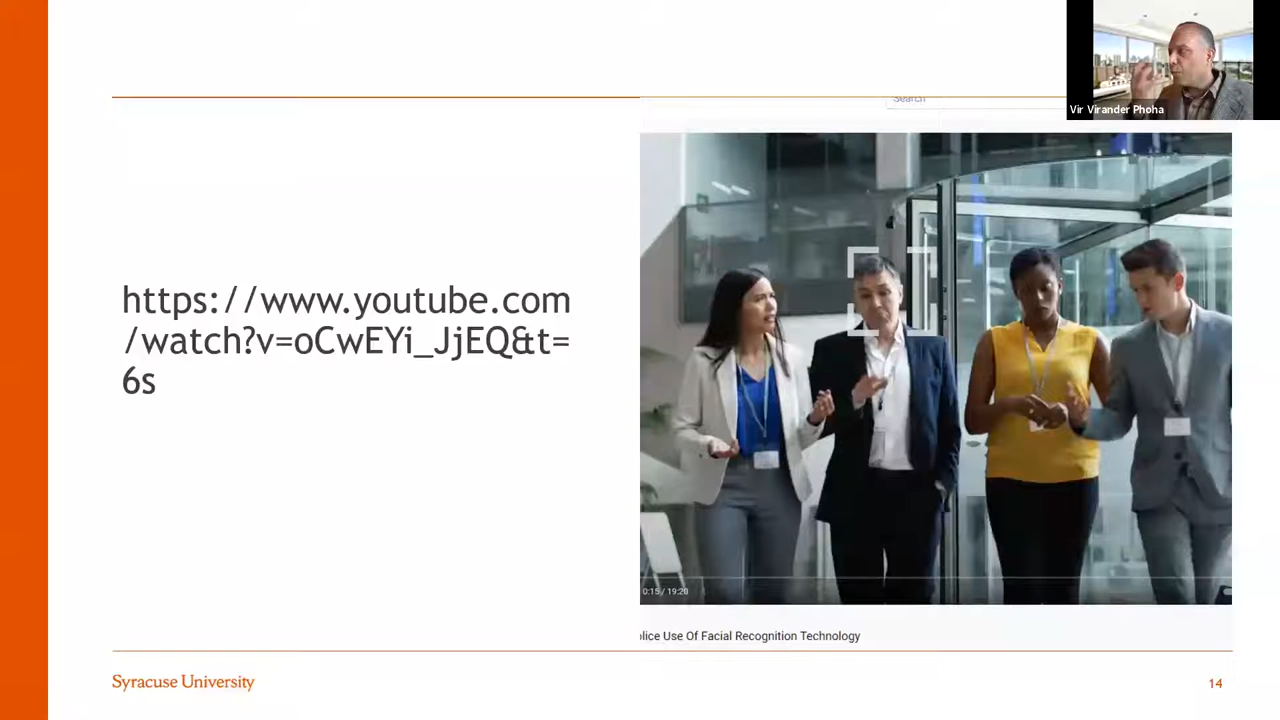 Search
Vir Virander Phoha
https://www.youtube.com
/watch?v=oCwEYi_JjEQ&t=
6s
0:15 / 19:20
olice Use Of Facial Recognition Technology
Syracuse University
14